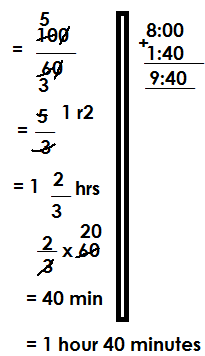 5
= 100
60
3
= 5 1 r2
3
= 1 2 hrs
3
2 x 60 20
3
= 40 min
= 1 hour 40 minutes
8:00
+ 1:40
9:40